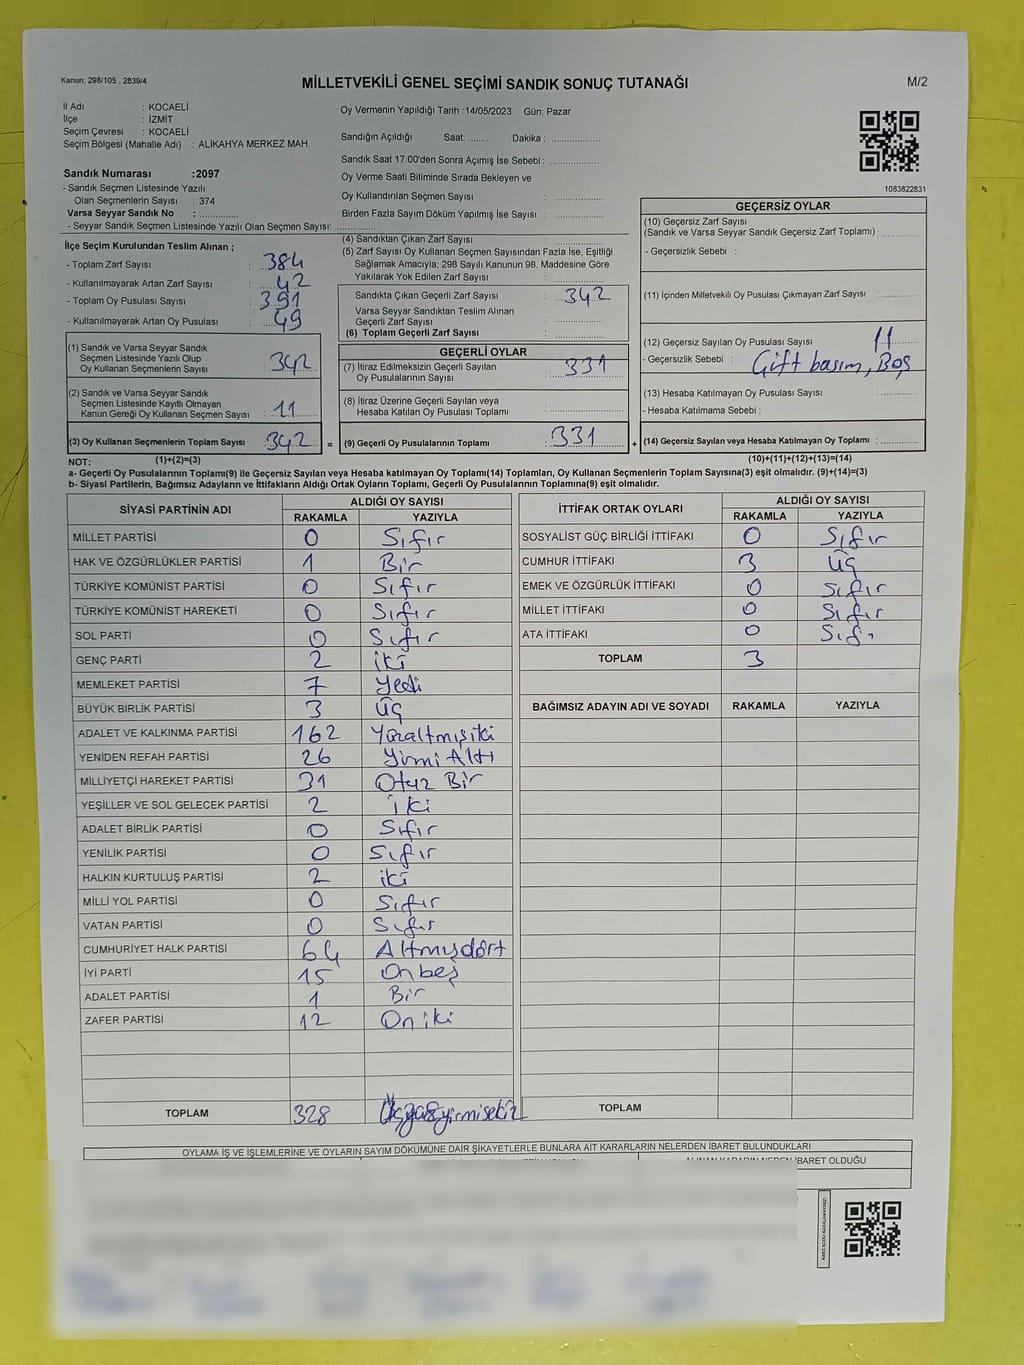 Kanun, 298/105 , 2839/4
MİLLETVEKİLİ GENEL SEÇİMİ SANDIK SONUÇ TUTANAĞI
M/2
İl Adı : KOCAELİ
İlçe : İZMİT
Seçim Çevresi : KOCAELİ
Seçim Bölgesi (Mahalle Adı) : ALİKAHYA MERKEZ MAH.
Sandık Numarası :2097
- Sandık Seçmen Listesinde Yazılı
Olan Seçmenlerin Sayısı : 374
Varsa Seyyar Sandık No : ..............
- Seyyar Sandık Seçmen Listesinde Yazılı Olan Seçmen Sayısı: ..............
İlçe Seçim Kurulundan Teslim Alınan ;
- Toplam Zarf Sayısı : 384
- Kullanılmayarak Artan Zarf Sayısı : 42
- Toplam Oy Pusulası Sayısı : 391
- Kullanılmayarak Artan Oy Pusulası : 49
(1) Sandık ve Varsa Seyyar Sandık
Seçmen Listesinde Yazılı Olup
Oy Kullanan Seçmenlerin Sayısı : 342
(2) Sandık ve Varsa Seyyar Sandık
Seçmen Listesinde Kayıtlı Olmayan
Kanun Gereği Oy Kullanan Seçmen Sayısı : 11
(3) Oy Kullanan Seçmenlerin Toplam Sayısı : 342
Oy Vermenin Yapıldığı Tarih :14/05/2023 Gün: Pazar
Sandığın Açıldığı Saat: ....... Dakika : ................
Sandık Saat 17:00'den Sonra Açımış İse Sebebi : ................
Oy Verme Saati Bitiminde Sırada Bekleyen ve
Oy Kullandırılan Seçmen Sayısı : ................
Birden Fazla Sayım Döküm Yapılmış İse Sayısı : ................
(4) Sandıktan Çıkan Zarf Sayısı : ................
(5) Zarf Sayısı Oy Kullanan Seçmen Sayısından Fazla İse, Eşitliği
Sağlamak Amacıyla; 298 Sayılı Kanunun 98. Maddesine Göre
Yakılarak Yok Edilen Zarf Sayısı : ................
Sandıkta Çıkan Geçerli Zarf Sayısı : 342
Varsa Seyyar Sandıktan Teslim Alınan
Geçerli Zarf Sayısı : ................
(6) Toplam Geçerli Zarf Sayısı : ................
GEÇERLİ OYLAR
(7) İtiraz Edilmeksizin Geçerli Sayılan
Oy Pusulalarının Sayısı : 331
(8) İtiraz Üzerine Geçerli Sayılan veya
Hesaba Katılan Oy Pusulası Toplamı : ................
= (9) Geçerli Oy Pusulalarının Toplamı : 331 +
1083822831
GEÇERSİZ OYLAR
(10) Geçersiz Zarf Sayısı
(Sandık ve Varsa Seyyar Sandık Geçersiz Zarf Toplamı) : ..........
- Geçersizlik Sebebi :
(11) İçinden Milletvekili Oy Pusulası Çıkmayan Zarf Sayısı : ..........
(12) Geçersiz Sayılan Oy Pusulası Sayısı : 11
- Geçersizlik Sebebi : Çift basım, Boş
(13) Hesaba Katılmayan Oy Pusulası Sayısı : ..........
- Hesaba Katılmama Sebebi :
(14) Geçersiz Sayılan veya Hesaba Katılmayan Oy Toplamı : ..........
NOT: (1)+(2)=(3) (10)+(11)+(12)+(13)=(14)
a- Geçerli Oy Pusulalarının Toplamı(9) ile Geçersiz Sayılan veya Hesaba katılmayan Oy Toplamı(14) Toplamları, Oy Kullanan Seçmenlerin Toplam Sayısına(3) eşit olmalıdır. (9)+(14)=(3)
b- Siyasi Partilerin, Bağımsız Adayların ve İttifakların Aldığı Ortak Oyların Toplamı, Geçerli Oy Pusulalarının Toplamına(9) eşit olmalıdır.
SİYASİ PARTİNİN ADI ALDIĞI OY SAYISI
RAKAMLA YAZIYLA
MİLLET PARTİSİ 0 Sıfır
HAK VE ÖZGÜRLÜKLER PARTİSİ 1 Bir
TÜRKİYE KOMÜNİST PARTİSİ 0 Sıfır
TÜRKİYE KOMÜNİST HAREKETİ 0 Sıfır
SOL PARTİ 0 Sıfır
GENÇ PARTİ 2 iki
MEMLEKET PARTİSİ 7 Yedi
BÜYÜK BİRLİK PARTİSİ 3 Üç
ADALET VE KALKINMA PARTİSİ 162 Yüzaltmışiki
YENİDEN REFAH PARTİSİ 26 Yirmi Altı
MİLLİYETÇİ HAREKET PARTİSİ 31 Otuz Bir
YEŞİLLER VE SOL GELECEK PARTİSİ 2 İki
ADALET BİRLİK PARTİSİ 0 Sıfır
YENİLİK PARTİSİ 0 Sıfır
HALKIN KURTULUŞ PARTİSİ 2 iki
MİLLİ YOL PARTİSİ 0 Sıfır
VATAN PARTİSİ 0 Sıfır
CUMHURİYET HALK PARTİSİ 64 Altmışdört
İYİ PARTİ 15 Onbeş
ADALET PARTİSİ 1 Bir
ZAFER PARTİSİ 12 On iki
TOPLAM 328 Üçyüzyirmisekiz
İTTİFAK ORTAK OYLARI ALDIĞI OY SAYISI
RAKAMLA YAZIYLA
SOSYALİST GÜÇ BİRLİĞİ İTTİFAKI 0 Sıfır
CUMHUR İTTİFAKI 3 Üç
EMEK VE ÖZGÜRLÜK İTTİFAKI 0 Sıfır
MİLLET İTTİFAKI 0 Sıfır
ATA İTTİFAKI 0 Sıfı
TOPLAM 3
BAĞIMSIZ ADAYIN ADI VE SOYADI RAKAMLA YAZIYLA
TOPLAM
OYLAMA İŞ VE İŞLEMLERİNE VE OYLARIN SAYIM DÖKÜMÜNE DAİR ŞİKAYETLERLE BUNLARA AİT KARARLARIN NELERDEN İBARET BULUNDUKLARI
ALINAN KARARIN NEDEN İBARET OLDUĞU